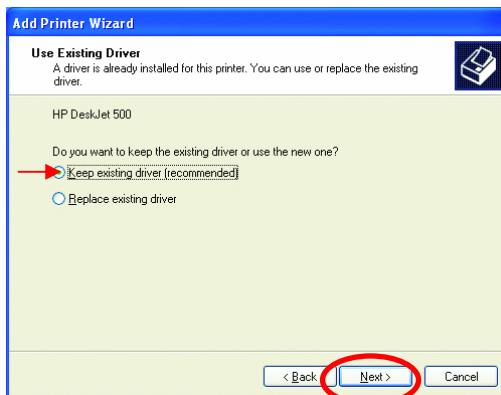 Add Printer Wizard
Use Existing Driver
A driver is already installed for this printer. You can use or replace the existing
driver.
HP DeskJet 500
Do you want to keep the existing driver or use the new one?
Keep existing driver (recommended)
Replace existing driver
< Back
Next >
Cancel